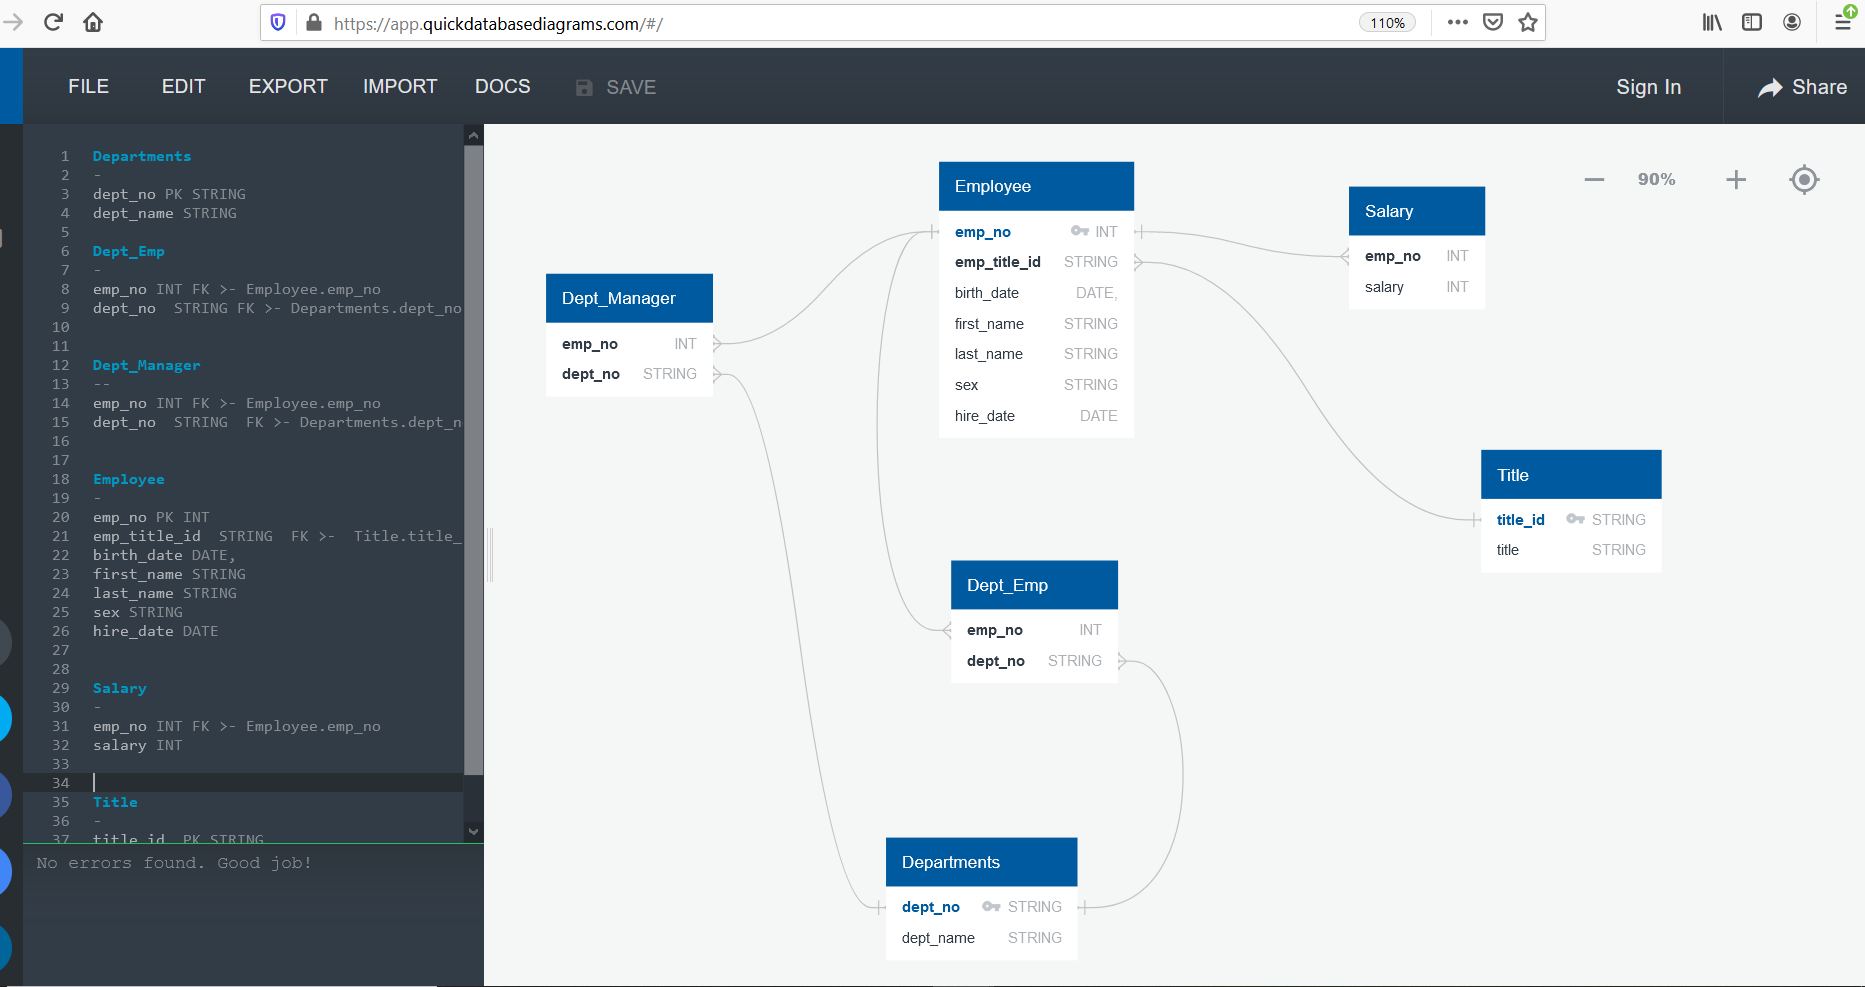 https://app.quickdatabasediagrams.com/#/
110%
FILE EDIT EXPORT IMPORT DOCS SAVE Sign In Share
1 Departments
2 -
3 dept_no PK STRING
4 dept_name STRING
5
6 Dept_Emp
7 -
8 emp_no INT FK >- Employee.emp_no
9 dept_no  STRING FK >- Departments.dept_no
10
11
12 Dept_Manager
13 --
14 emp_no INT FK >- Employee.emp_no
15 dept_no  STRING  FK >- Departments.dept_n
16
17
18 Employee
19 -
20 emp_no PK INT
21 emp_title_id  STRING  FK >-  Title.title_
22 birth_date DATE,
23 first_name STRING
24 last_name STRING
25 sex STRING
26 hire_date DATE
27
28
29 Salary
30 -
31 emp_no INT FK >- Employee.emp_no
32 salary INT
33
34
35 Title
36 -
37 title_id  PK STRING
No errors found. Good job!
90%
Dept_Manager
emp_no INT
dept_no STRING
Employee
emp_no INT
emp_title_id STRING
birth_date DATE,
first_name STRING
last_name STRING
sex STRING
hire_date DATE
Salary
emp_no INT
salary INT
Title
title_id STRING
title STRING
Dept_Emp
emp_no INT
dept_no STRING
Departments
dept_no STRING
dept_name STRING